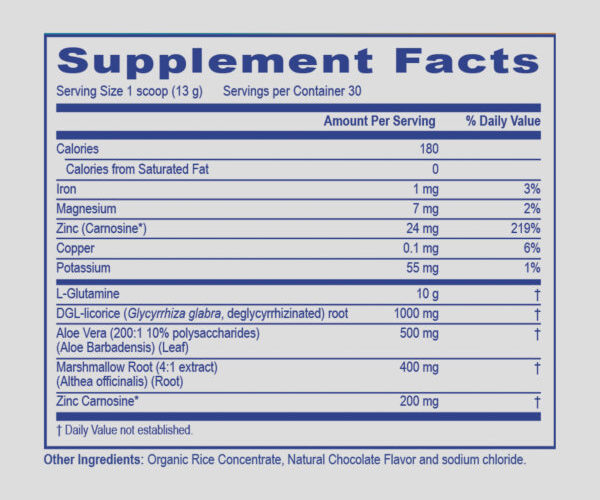 Supplement Facts
Serving Size 1 scoop (13 g) Servings per Container 30
Amount Per Serving % Daily Value
Calories 180
Calories from Saturated Fat 0
Iron 1 mg 3%
Magnesium 7 mg 2%
Zinc (Carnosine*) 24 mg 219%
Copper 0.1 mg 6%
Potassium 55 mg 1%
L-Glutamine 10 g †
DGL-licorice (Glycyrrhiza glabra, deglycyrrhizinated) root 1000 mg †
Aloe Vera (200:1 10% polysaccharides) 500 mg †
(Aloe Barbadensis) (Leaf)
Marshmallow Root (4:1 extract) 400 mg †
(Althea officinalis) (Root)
Zinc Carnosine* 200 mg †
† Daily Value not established.
Other Ingredients: Organic Rice Concentrate, Natural Chocolate Flavor and sodium chloride.